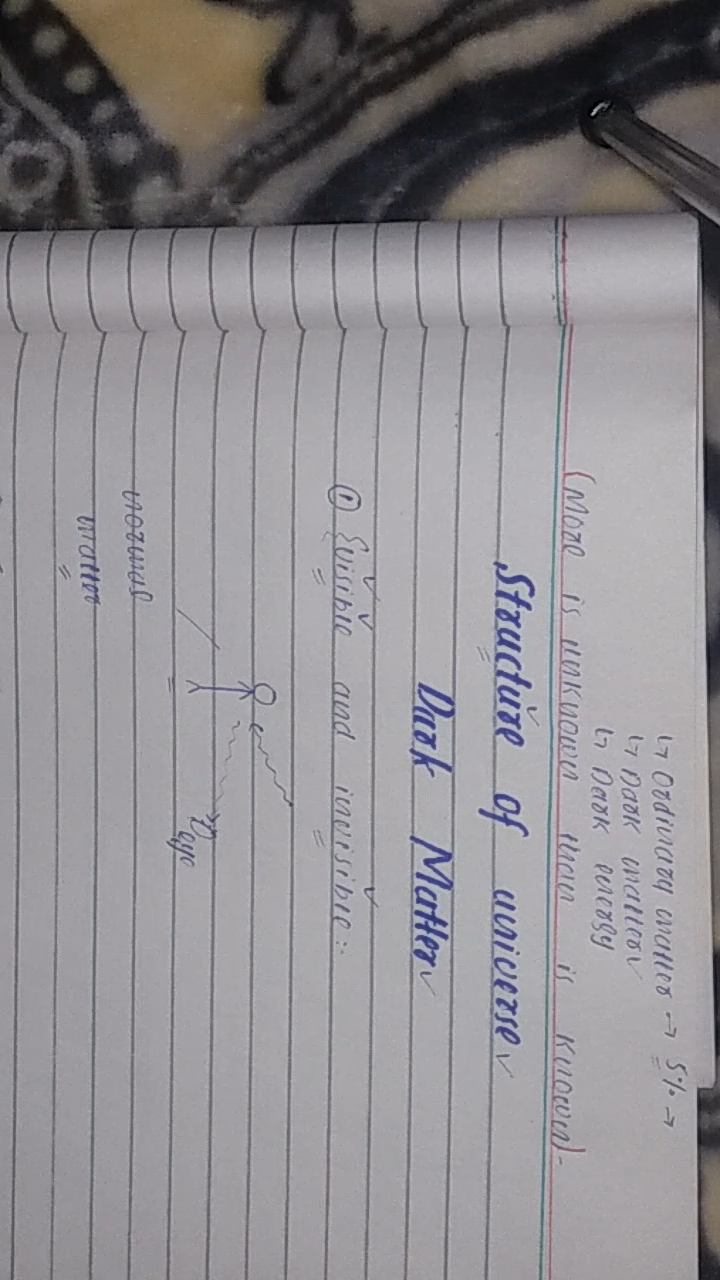 ↳ Ordinary matter → 5% →
↳ Dark matter ✓
↳ Dark energy
(More is unknown than is known)-
Structure of universe ✓
Dark Matter ✓
① Evisible and invisible :-
eye
normal
matter